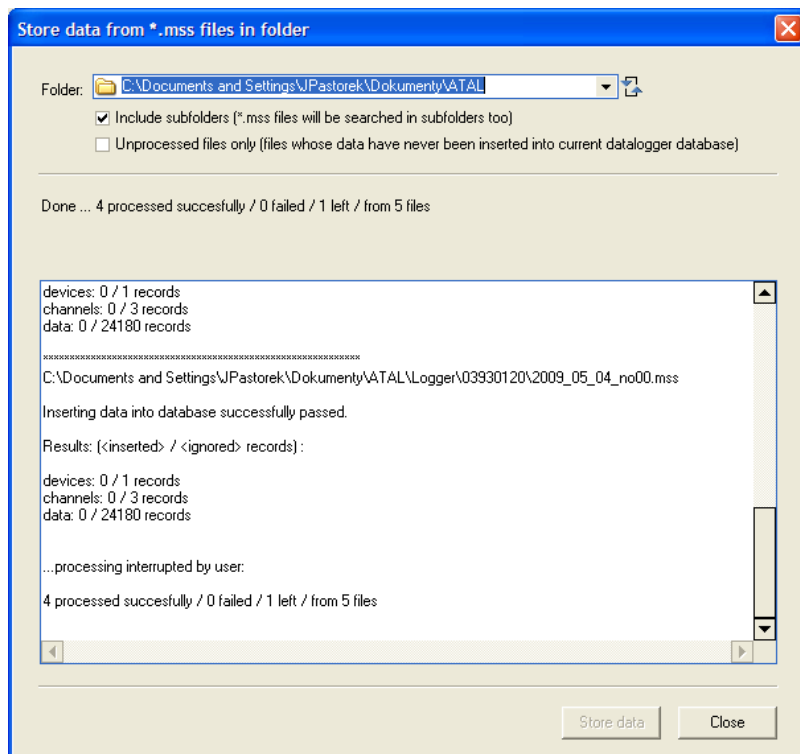 Store data from *.mss files in folder
Folder: C:\Documents and Settings\JPastorek\Dokumenty\ATAL
Include subfolders (*.mss files will be searched in subfolders too)
Unprocessed files only (files whose data have never been inserted into current datalogger database)
Done ... 4 processed succesfully / 0 failed / 1 left / from 5 files
devices: 0 / 1 records
channels: 0 / 3 records
data: 0 / 24180 records
************************************************************
C:\Documents and Settings\JPastorek\Dokumenty\ATAL\Logger\03930120\2009_05_04_no00.mss
Inserting data into database successfully passed.
Results: (<inserted> / <ignored> records) :
devices: 0 / 1 records
channels: 0 / 3 records
data: 0 / 24180 records
...processing interrupted by user:
4 processed succesfully / 0 failed / 1 left / from 5 files
Store data Close